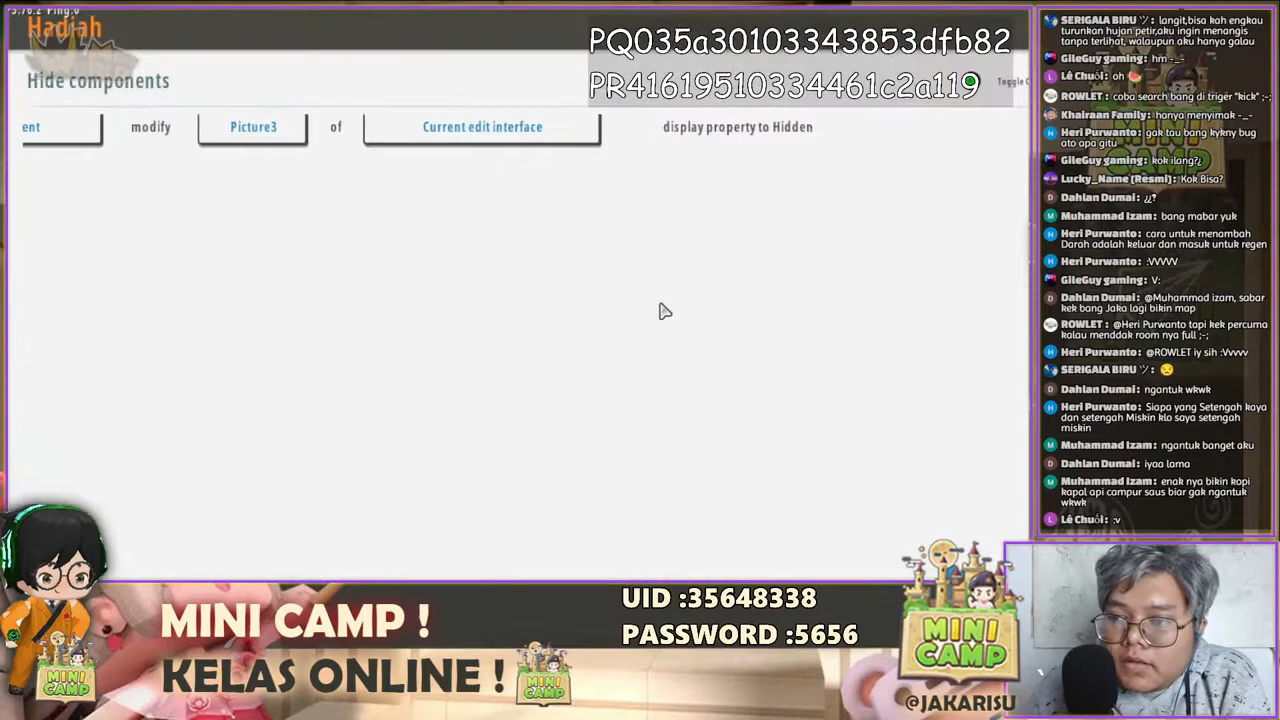 Ping:0
Hadiah
PQ035a30103343853dfb82
PR41619510334461c2a119
Hide components
Toggle
ent
modify
Picture3
of
Current edit interface
display property to Hidden
SERIGALA BIRU ツ: langit,bisa kah engkau
turunkan hujan petir,aku ingin menangis
tanpa terlihat, walaupun aku hanya galau
GileGuy gaming: hm -_-
Lê Chuối: oh 🍉
ROWLET: coba search bang di triger "kick" ;-;
Khairaan Family: hanya menyimak -_-
Heri Purwanto: gak tau bang kykny bug
ato apa gitu
GileGuy gaming: kok ilang?¿
Lucky_Name [Resmi]: Kok Bisa?
Dahlan Dumai: ¿¿?
Muhammad Izam: bang mabar yuk
Heri Purwanto: cara untuk menambah
Darah adalah keluar dan masuk untuk regen
Heri Purwanto: :VVVVV
GileGuy gaming: V:
Dahlan Dumai: @Muhammad izam, sabar
kek bang Jaka lagi bikin map
ROWLET: @Heri Purwanto tapi kek percuma
kalau menddak room nya full ;-;
Heri Purwanto: @ROWLET iy sih :Vvvvv
SERIGALA BIRU ツ: 😒
Dahlan Dumai: ngantuk wkwk
Heri Purwanto: Siapa yang Setengah kaya
dan setengah Miskin klo saya setengah
miskin
Muhammad Izam: ngantuk banget aku
Dahlan Dumai: iyaa lama
Muhammad Izam: enak nya bikin kopi
kapal api campur saus biar gak ngantuk
wkwk
Lê Chuối: :v
MINI CAMP !
KELAS ONLINE !
MINI
CAMP
MINI
CAMP
UID :35648338
PASSWORD :5656
MINI
CAMP
@JAKARISU